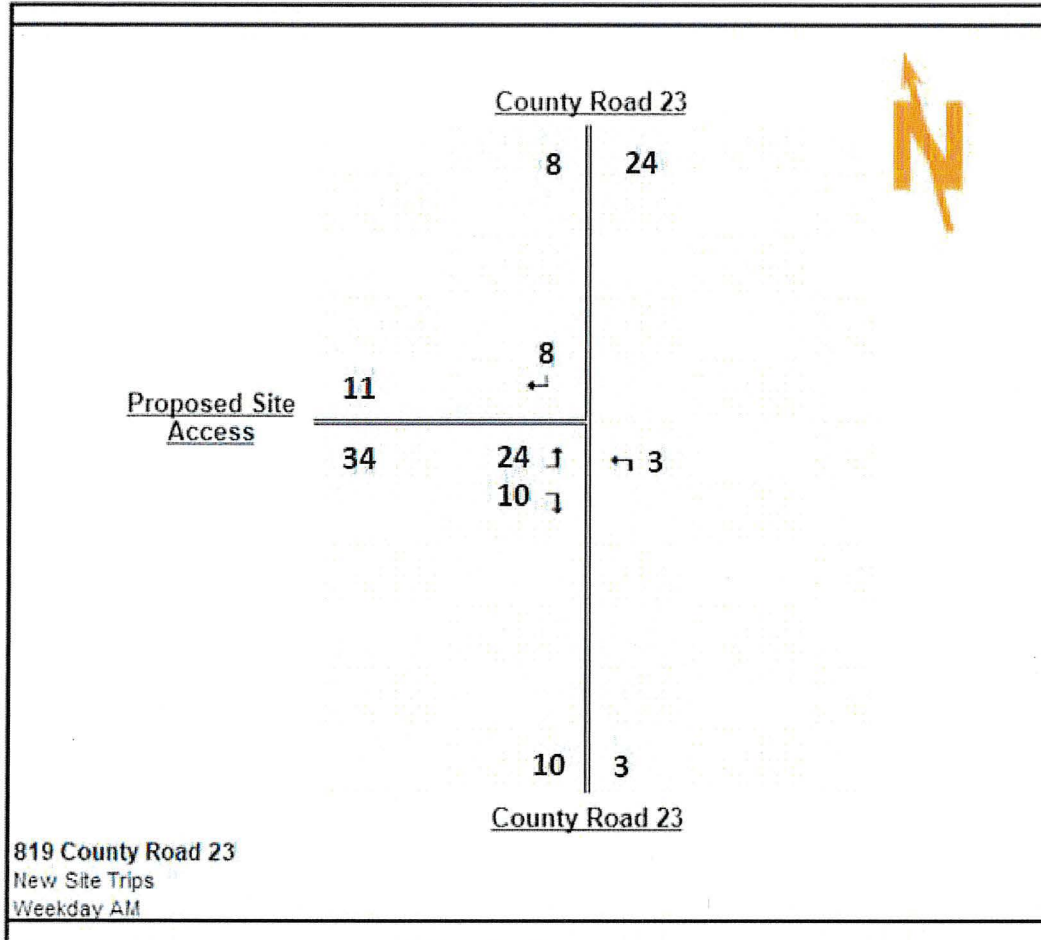 County Road 23
N
8 24
8
11
Proposed Site
Access
34 24 3
10
10 3
County Road 23
819 County Road 23
New Site Trips
Weekday AM